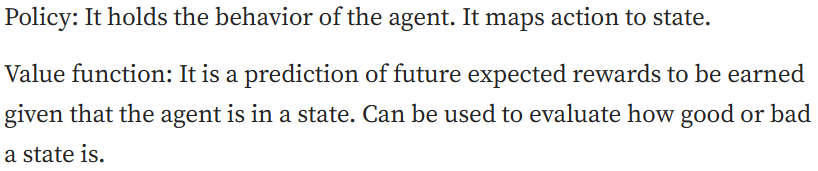 Policy: It holds the behavior of the agent. It maps action to state.
Value function: It is a prediction of future expected rewards to be earned
given that the agent is in a state. Can be used to evaluate how good or bad
a state is.